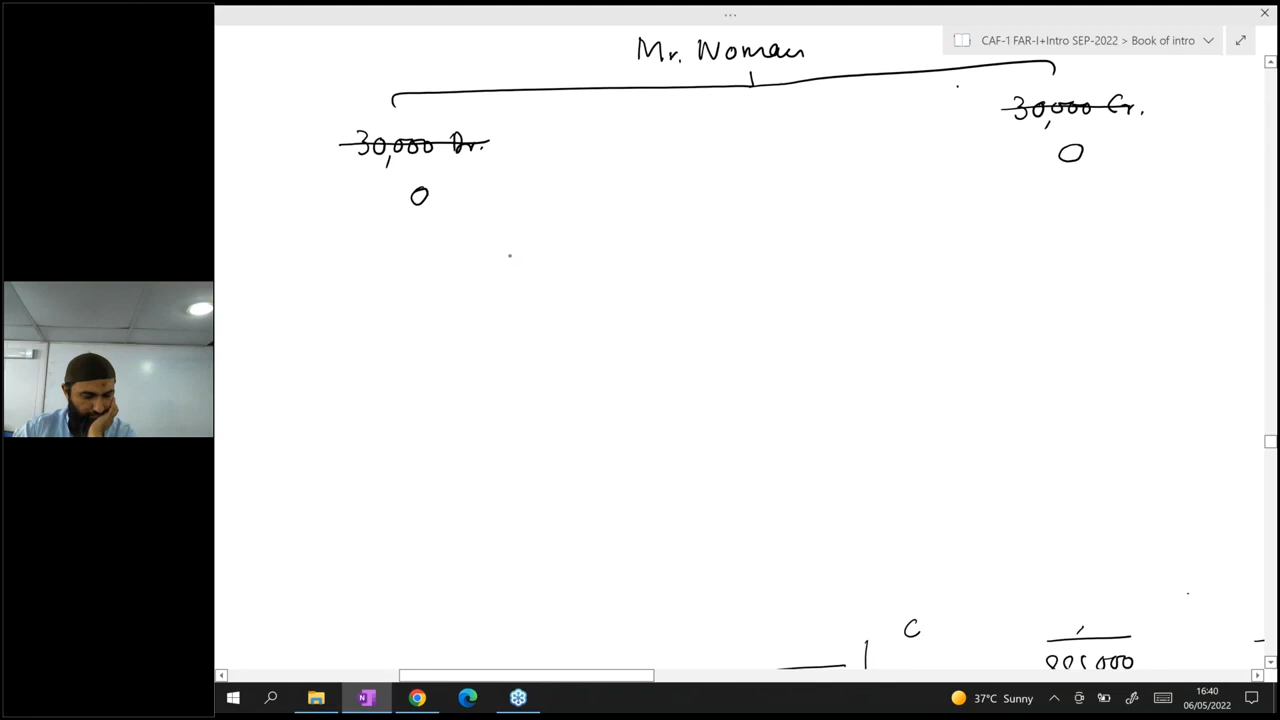 CAF-1 FAR-I+Intro SEP-2022 > Book of intro
Mr. Noman
30,000 Dr.
30,000 Cr.
0
0
C
37°C Sunny
16:40
06/05/2022